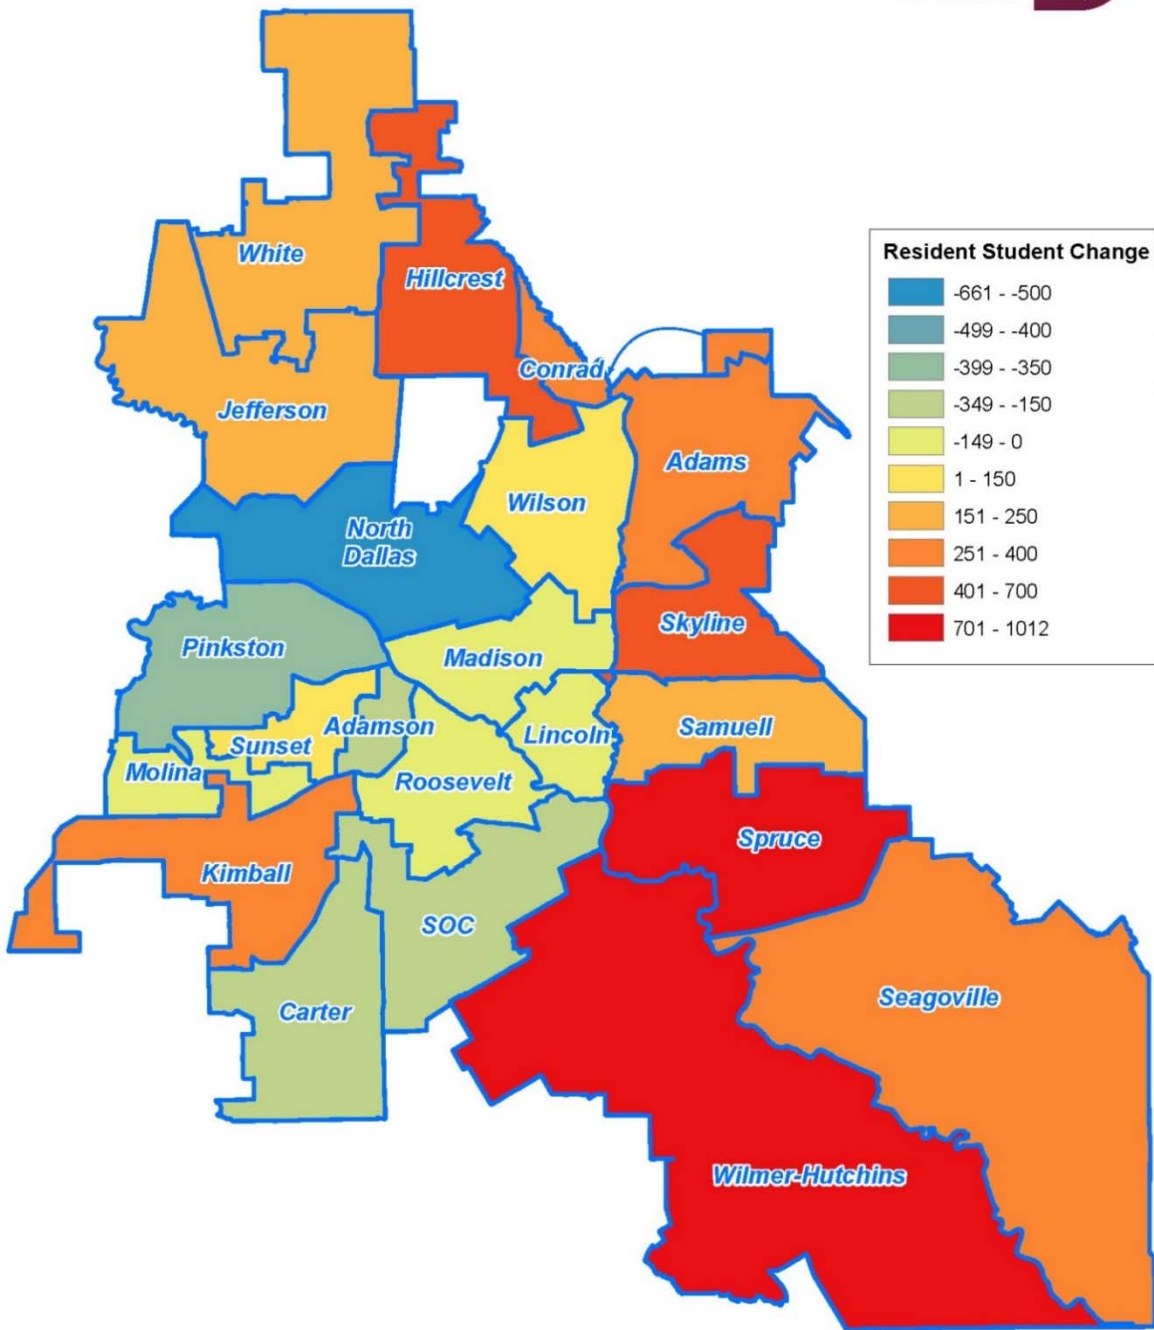 White
Hillcrest
Resident Student Change
-661 - -500
-499 - -400
-399 - -350
-349 - -150
-149 - 0
1 - 150
151 - 250
251 - 400
401 - 700
701 - 1012
Conrad
Jefferson
Adams
Wilson
North
Dallas
Skyline
Pinkston
Madison
Adamson
Samuell
Lincoln
Sunset
Molina
Roosevelt
Spruce
Kimball
SOC
Seagoville
Carter
Wilmer-Hutchins